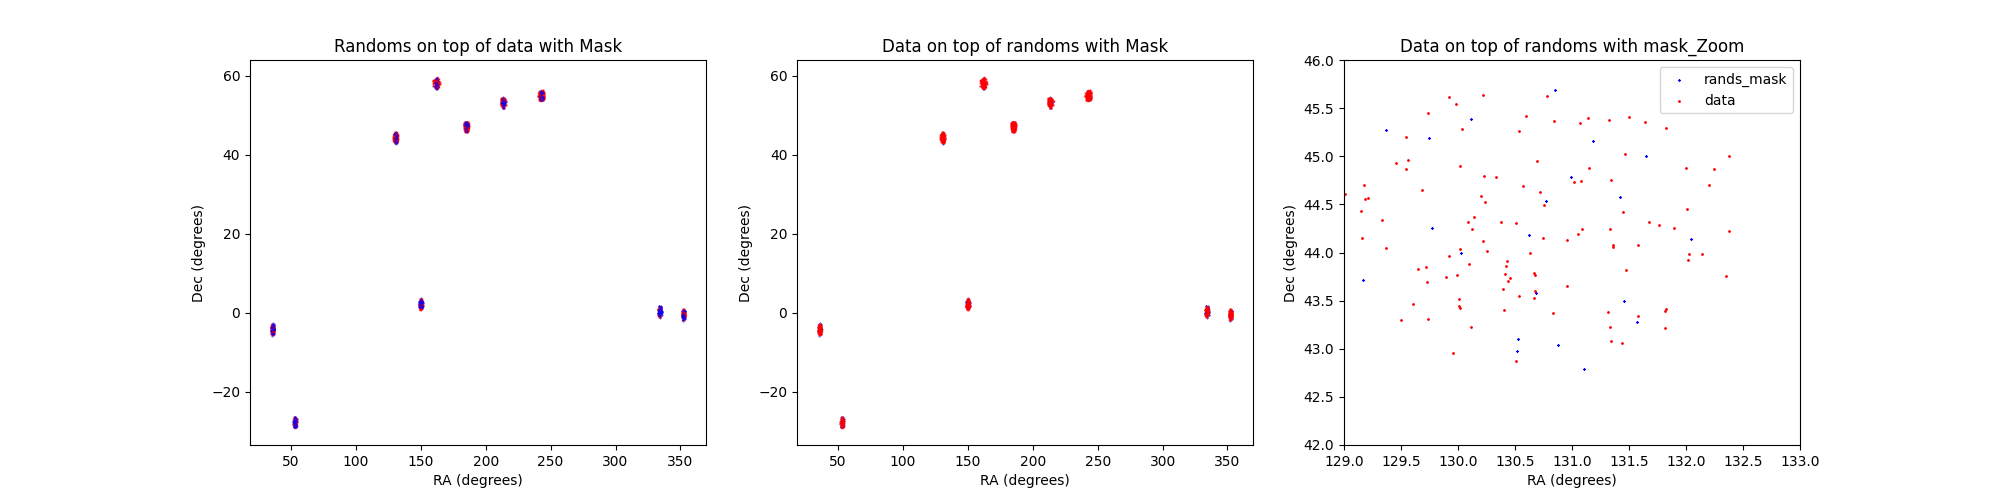 Randoms on top of data with Mask
Dec (degrees)
60
40
20
0
−20
50 100 150 200 250 300 350
RA (degrees)
Data on top of randoms with Mask
Dec (degrees)
60
40
20
0
−20
50 100 150 200 250 300 350
RA (degrees)
Data on top of randoms with mask_Zoom
rands_mask
data
Dec (degrees)
46.0
45.5
45.0
44.5
44.0
43.5
43.0
42.5
42.0
129.0 129.5 130.0 130.5 131.0 131.5 132.0 132.5 133.0
RA (degrees)